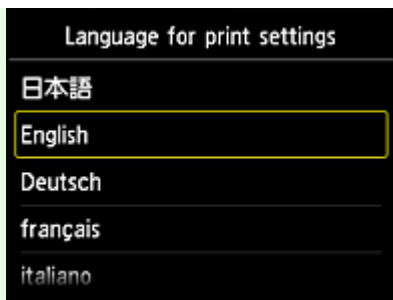 Language for print settings
日本語
English
Deutsch
français
italiano